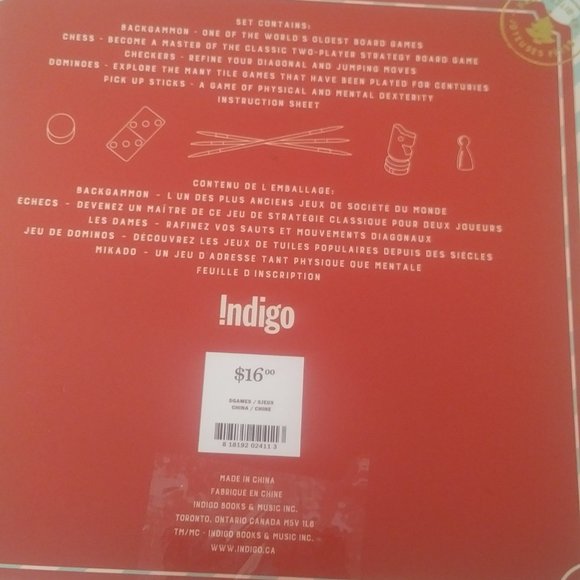 SET CONTAINS:
BACKGAMMON - ONE OF THE WORLD S OLDEST BOARD GAMES
CHESS - BECOME A MASTER OF THE CLASSIC TWO-PLAYER STRATEGY BOARD GAME
CHECKERS - REFINE YOUR DIAGONAL AND JUMPING MOVES
DOMINOES - EXPLORE THE MANY TILE GAMES THAT HAVE BEEN PLAYED FOR CENTURIES
PICK UP STICKS - A GAME OF PHYSICAL AND MENTAL DEXTERITY
INSTRUCTION SHEET
CONTENU DE L EMBALLAGE:
BACKGAMMON - L UN DES PLUS ANCIENS JEUX DE SOCIÉTÉ DU MONDE
ECHECS - DEVENEZ UN MAÎTRE DE CE JEU DE STRATÉGIE CLASSIQUE POUR DEUX JOUEURS
LES DAMES - RAFINEZ VOS SAUTS ET MOUVEMENTS DIAGONAUX
JEU DE DOMINOS - DÉCOUVREZ LES JEUX DE TUILES POPULAIRES DEPUIS DES SIÈCLES
MIKADO - UN JEU D ADRESSE TANT PHYSIQUE QUE MENTALE
FEUILLE D INSCRIPTION
!ndigo
$16.00
5GAMES / 5JEUX
CHINA / CHINE
8 18192 02411 3
MADE IN CHINA
FABRIQUE EN CHINE
INDIGO BOOKS & MUSIC INC.
TORONTO, ONTARIO CANADA M5V 1L6
TM/MC - INDIGO BOOKS & MUSIC INC.
WWW.INDIGO.CA